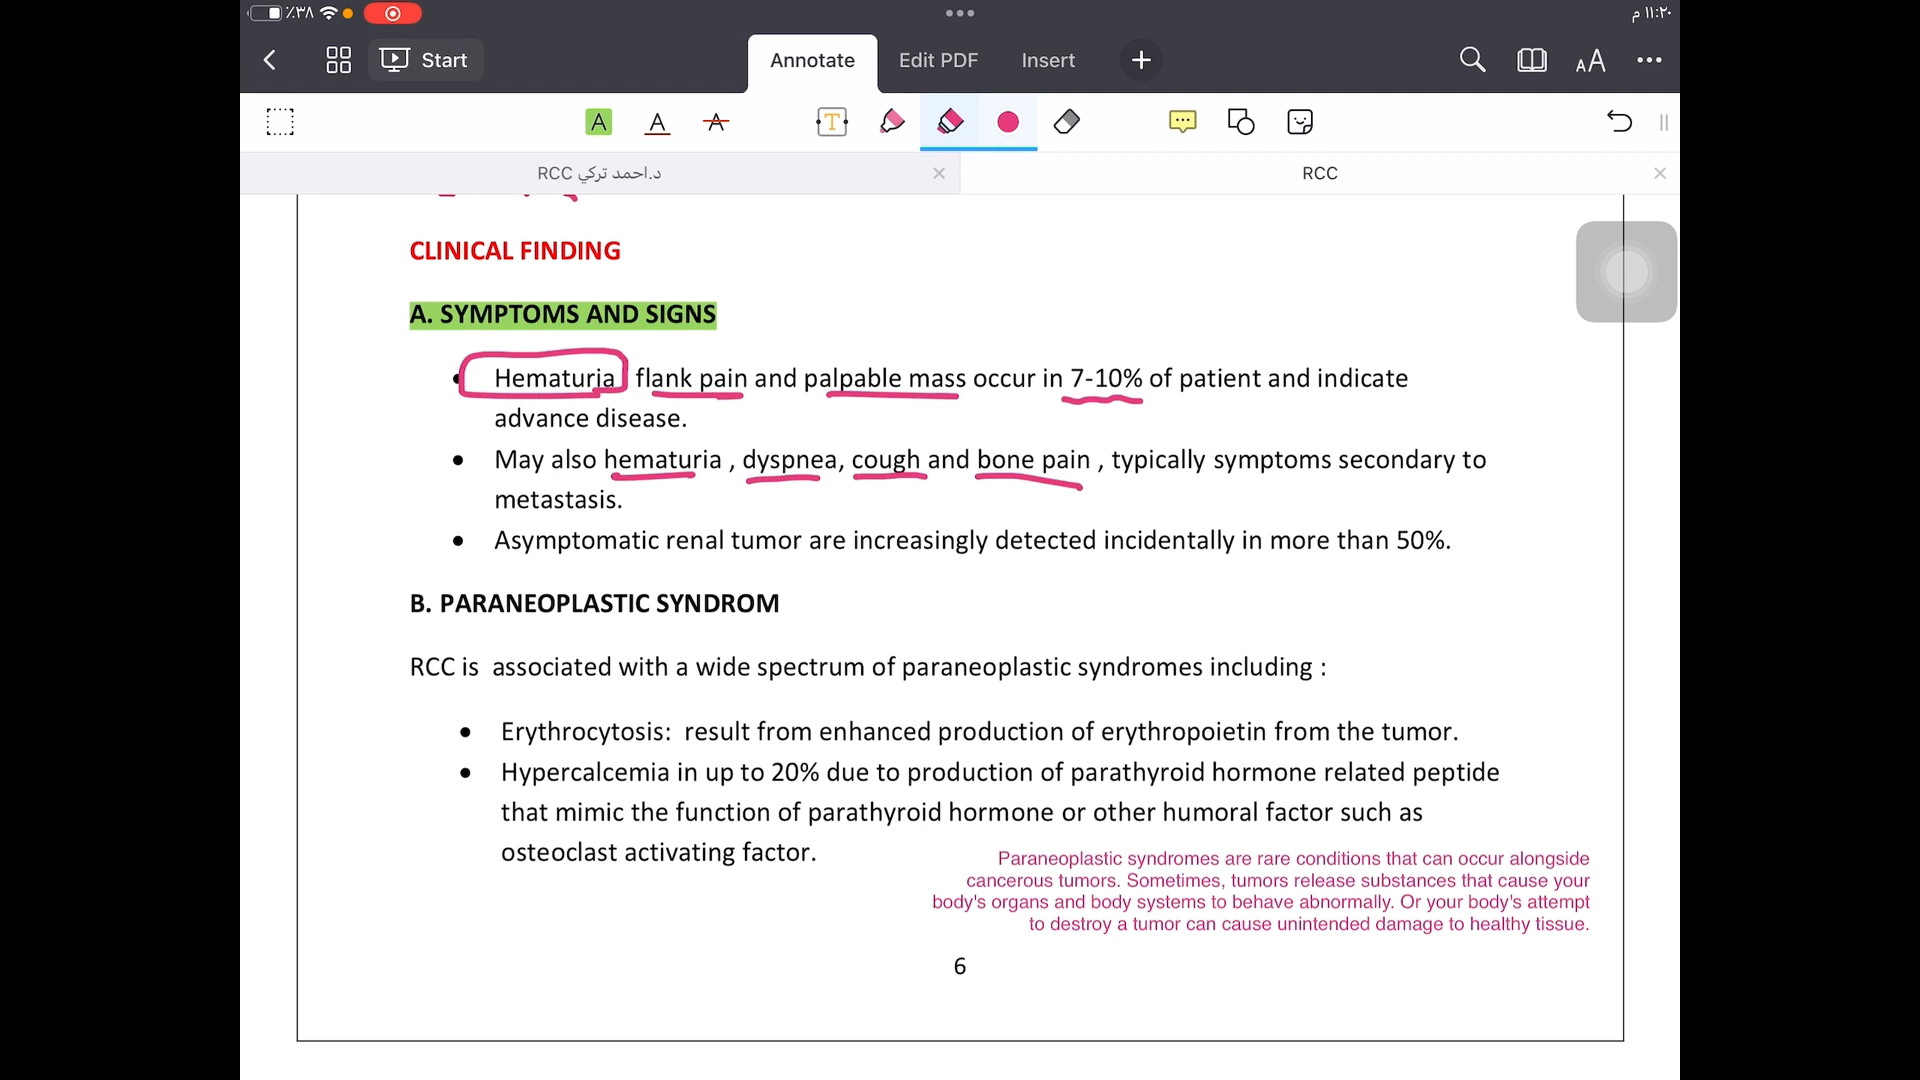 ٪٣٨
١١:٢٠ م
Start
Annotate
Edit PDF
Insert
AA
A A A T
RCC د.احمد تركي
RCC
CLINICAL FINDING
A. SYMPTOMS AND SIGNS
• Hematuria flank pain and palpable mass occur in 7-10% of patient and indicate
advance disease.
• May also hematuria , dyspnea, cough and bone pain , typically symptoms secondary to
metastasis.
• Asymptomatic renal tumor are increasingly detected incidentally in more than 50%.
B. PARANEOPLASTIC SYNDROM
RCC is associated with a wide spectrum of paraneoplastic syndromes including :
• Erythrocytosis: result from enhanced production of erythropoietin from the tumor.
• Hypercalcemia in up to 20% due to production of parathyroid hormone related peptide
that mimic the function of parathyroid hormone or other humoral factor such as
osteoclast activating factor.
Paraneoplastic syndromes are rare conditions that can occur alongside
cancerous tumors. Sometimes, tumors release substances that cause your
body's organs and body systems to behave abnormally. Or your body's attempt
to destroy a tumor can cause unintended damage to healthy tissue.
6